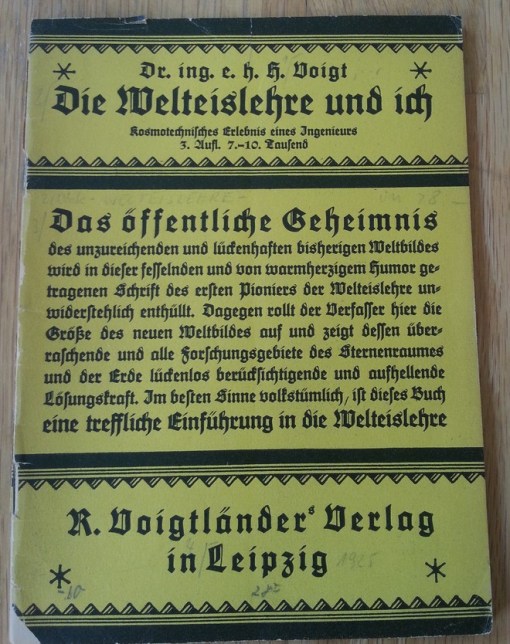 Dr. ing. e. h. H. Voigt
Die Welteislehre und ich
Kosmotechnisches Erlebnis eines Ingenieurs
3. Aufl. 7.–10. Tausend
Das öffentliche Geheimnis
des unzureichenden und lückenhaften bisherigen Weltbildes
wird in dieser fesselnden und von warmherzigem Humor ge-
tragenen Schrift des ersten Pioniers der Welteislehre un-
widerstehlich enthüllt. Dagegen rollt der Verfasser hier die
Größe des neuen Weltbildes auf und zeigt dessen über-
raschende und alle Forschungsgebiete des Sternenraumes
und der Erde lückenlos berücksichtigende und aufhellende
Lösungskraft. Im besten Sinne volkstümlich, ist dieses Buch
eine treffliche Einführung in die Welteislehre
R. Voigtländer's Verlag
in Leipzig
1925